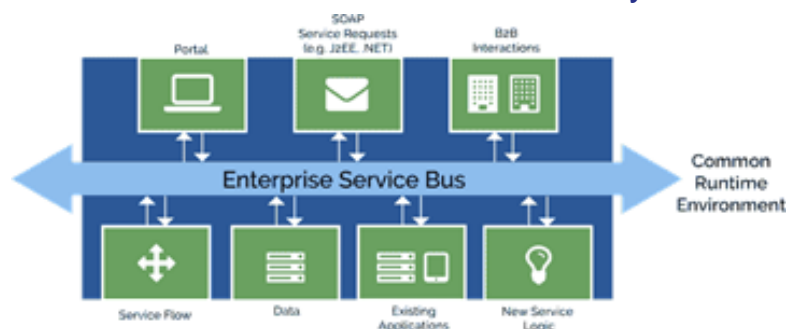 SOAP
Service Requests
(e.g. J2EE, .NET)
B2B
Interactions
Portal
Enterprise Service Bus
Common
Runtime
Environment
Service Flow
Data
Existing
Applications
New Service
Logic